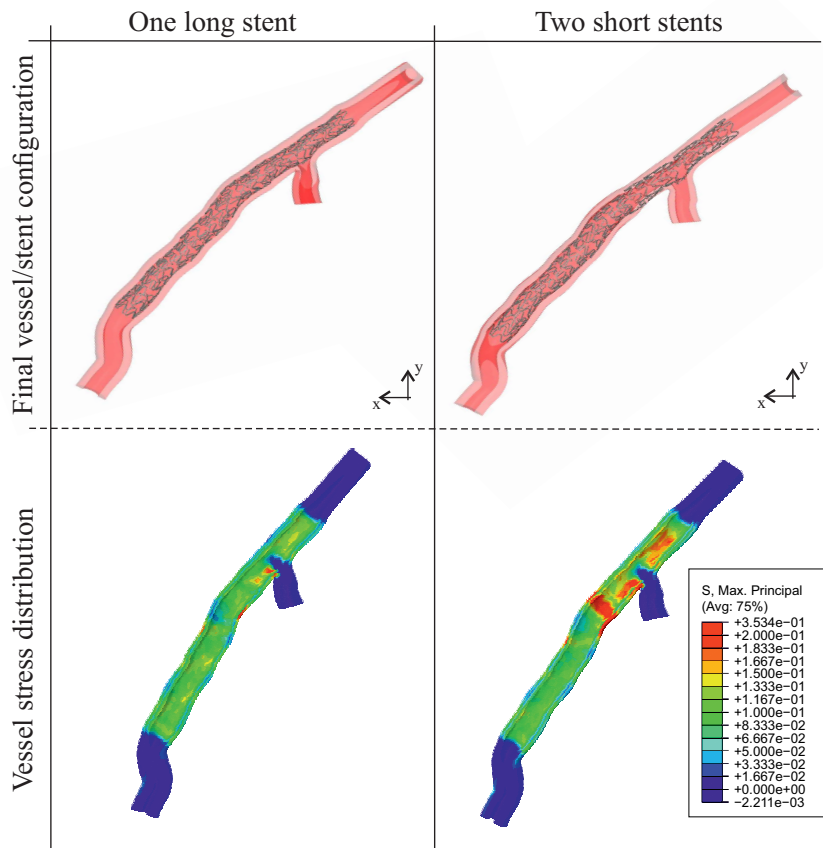 One long stent
Two short stents
Final vessel/stent configuration
y
x
y
x
Vessel stress distribution
S, Max. Principal
(Avg: 75%)
+3.534e−01
+2.000e−01
+1.833e−01
+1.667e−01
+1.500e−01
+1.333e−01
+1.167e−01
+1.000e−01
+8.333e−02
+6.667e−02
+5.000e−02
+3.333e−02
+1.667e−02
+0.000e+00
−2.211e−03